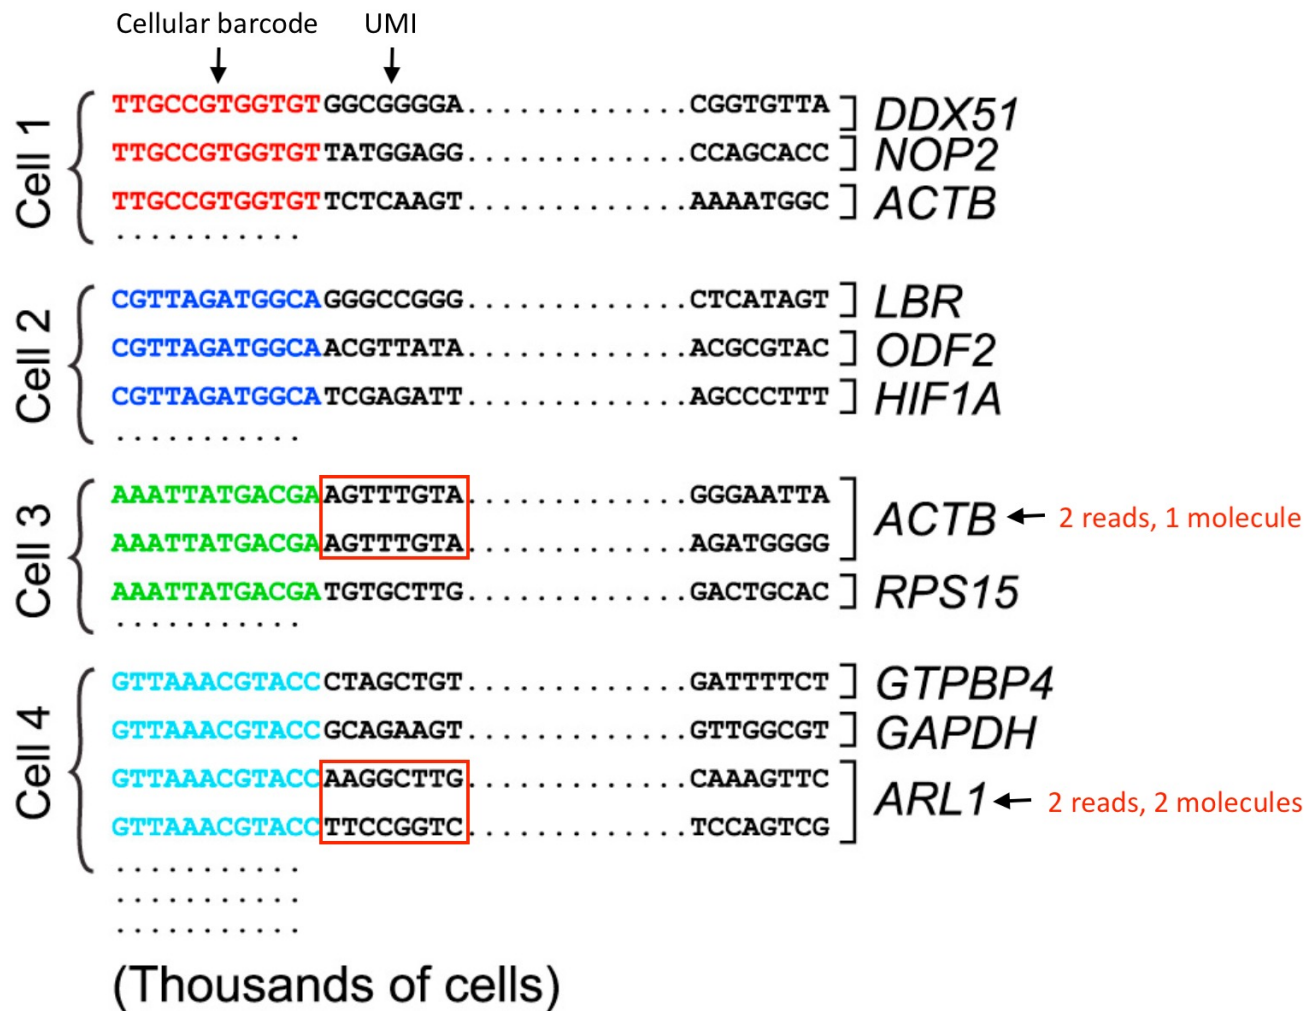 Cellular barcode UMI
Cell 1
TTGCCGTGGTGTGGCGGGGA.............CGGTGTTA ] DDX51
TTGCCGTGGTGTTATGGAGG.............CCAGCACC ] NOP2
TTGCCGTGGTGTTCTCAAGT.............AAAATGGC ] ACTB
...........
Cell 2
CGTTAGATGGCAGGGCCGGG.............CTCATAGT ] LBR
CGTTAGATGGCAACGTTATA.............ACGCGTAC ] ODF2
CGTTAGATGGCATCGAGATT.............AGCCCTTT ] HIF1A
...........
Cell 3
AAATTATGACGAAGTTTGTA.............GGGAATTA
ACTB 2 reads, 1 molecule
AAATTATGACGAAGTTTGTA.............AGATGGGG
AAATTATGACGATGTGCTTG.............GACTGCAC ] RPS15
...........
Cell 4
GTTAAACGTACCCTAGCTGT.............GATTTTCT ] GTPBP4
GTTAAACGTACCGCAGAAGT.............GTTGGCGT ] GAPDH
GTTAAACGTACCAAGGCTTG.............CAAAGTTC
ARL1 2 reads, 2 molecules
GTTAAACGTACCTTCCGGTC.............TCCAGTCG
...........
...........
...........
(Thousands of cells)